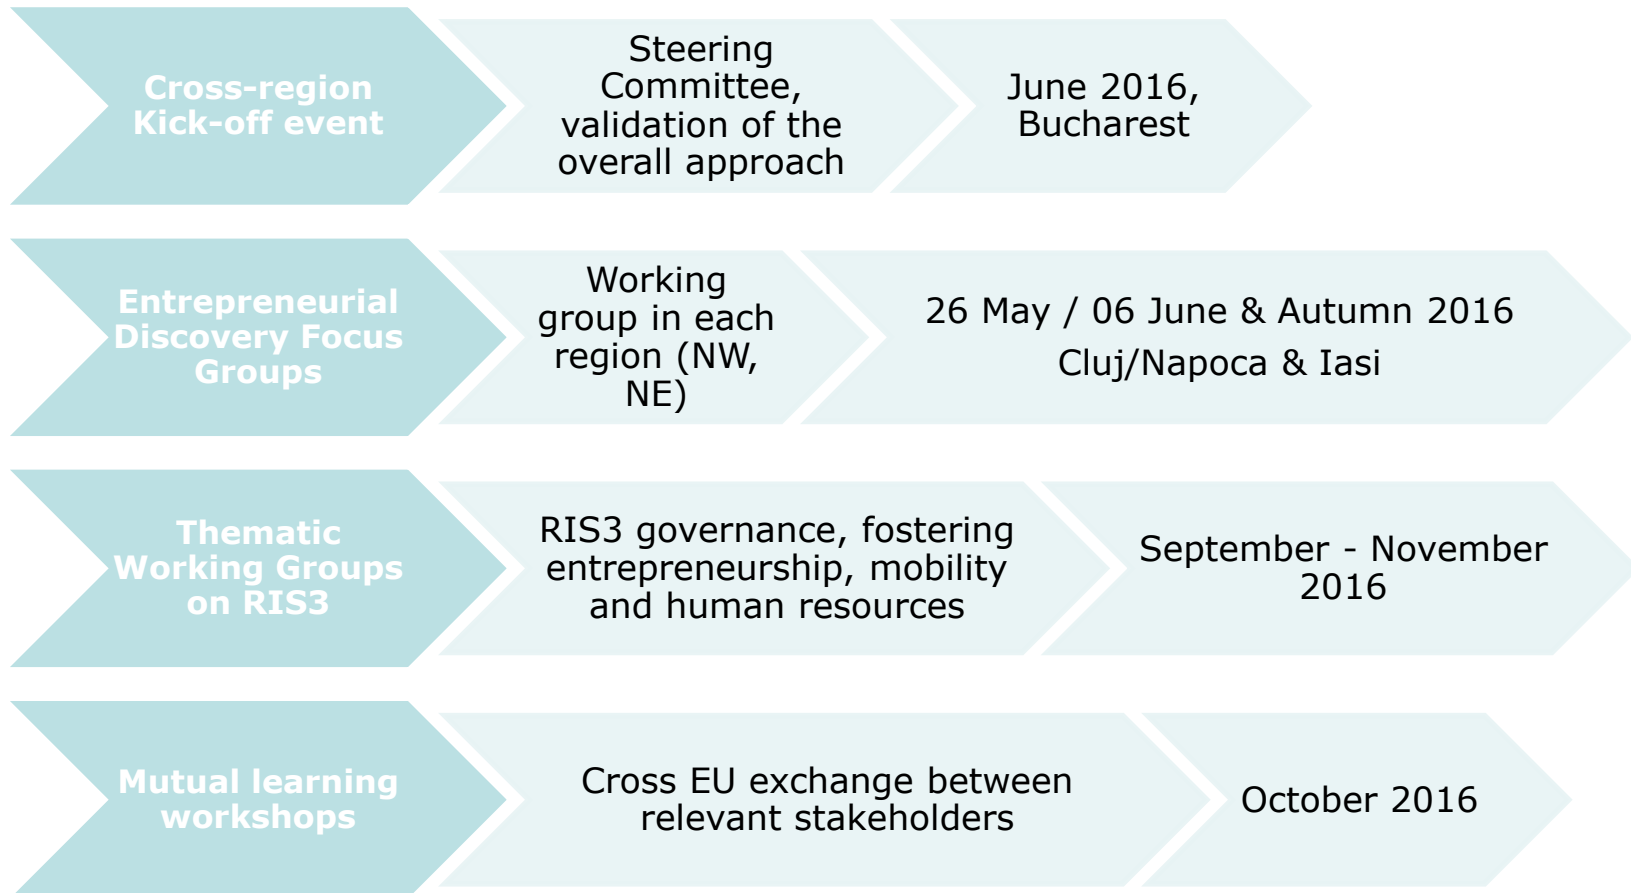 Cross-region
Kick-off event
Steering
Committee,
validation of the
overall approach
June 2016,
Bucharest
Entrepreneurial
Discovery Focus
Groups
Working
group in each
region (NW,
NE)
26 May / 06 June & Autumn 2016
Cluj/Napoca & Iasi
Thematic
Working Groups
on RIS3
RIS3 governance, fostering
entrepreneurship, mobility
and human resources
September - November
2016
Mutual learning
workshops
Cross EU exchange between
relevant stakeholders
October 2016